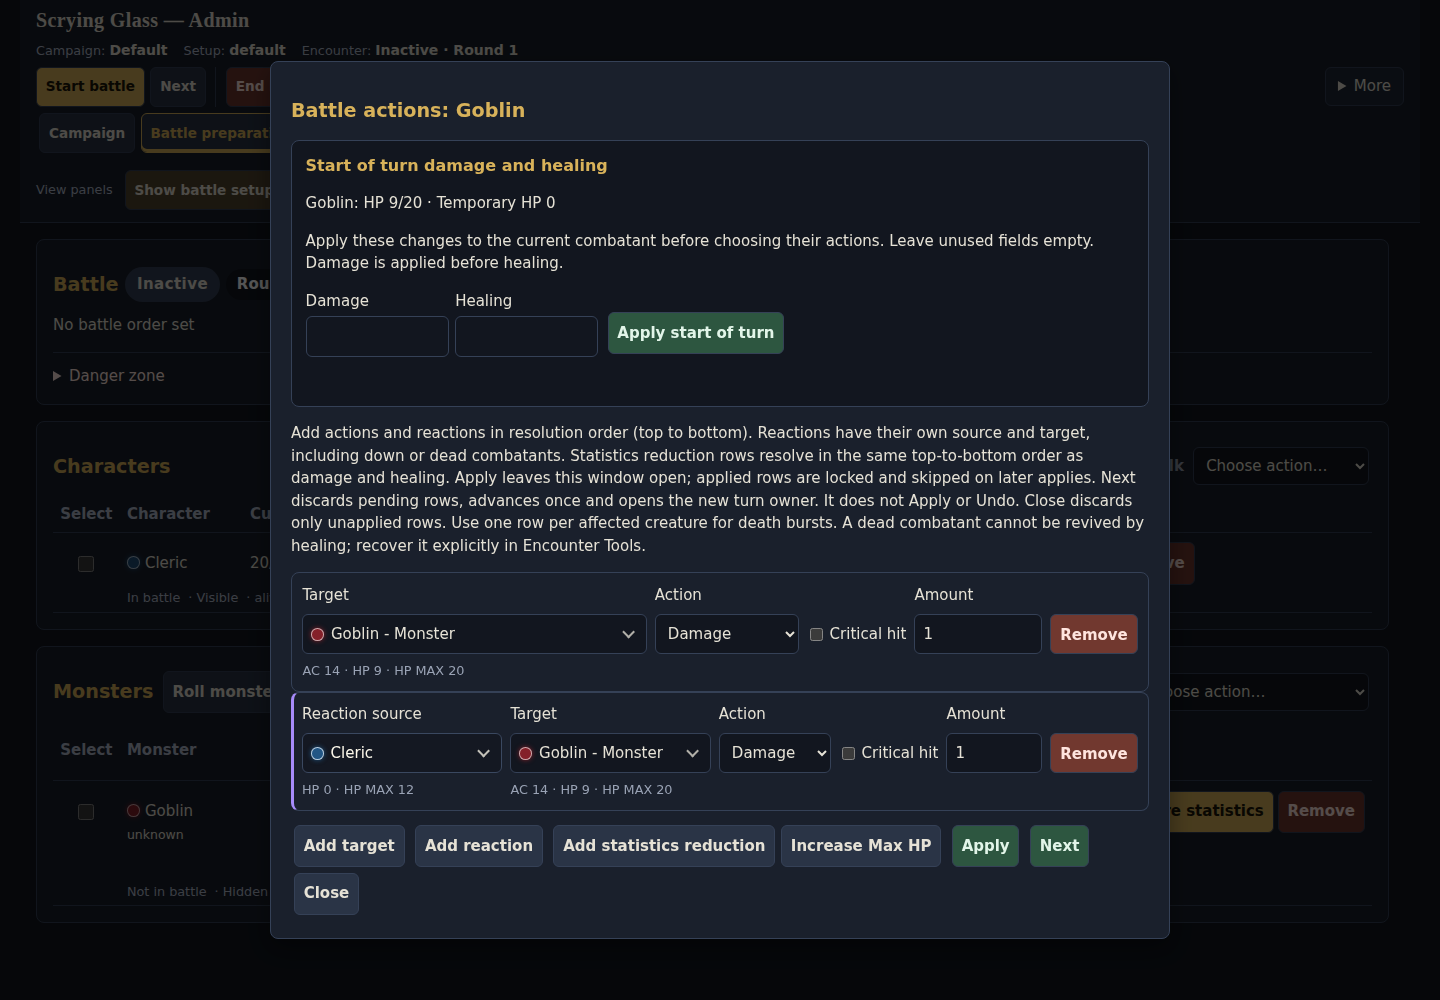 Scrying Glass — Admin
Campaign: Default Setup: default Encounter: Inactive · Round 1
Start battle Next End
▶ More
Campaign Battle preparat
View panels Show battle setup
Battle actions: Goblin
Start of turn damage and healing
Goblin: HP 9/20 · Temporary HP 0
Apply these changes to the current combatant before choosing their actions. Leave unused fields empty.
Damage is applied before healing.
Damage Healing
Apply start of turn
Battle Inactive Rou
No battle order set
▶ Danger zone
Add actions and reactions in resolution order (top to bottom). Reactions have their own source and target,
including down or dead combatants. Statistics reduction rows resolve in the same top-to-bottom order as
damage and healing. Apply leaves this window open; applied rows are locked and skipped on later applies. Next
discards pending rows, advances once and opens the new turn owner. It does not Apply or Undo. Close discards
only unapplied rows. Use one row per affected creature for death bursts. A dead combatant cannot be revived by
healing; recover it explicitly in Encounter Tools.
Characters
lk Choose action...
Select Character Cu
Cleric 20
ve
In battle · Visible · ali
Target Action Amount
Goblin - Monster Damage Critical hit 1 Remove
AC 14 · HP 9 · HP MAX 20
Reaction source Target Action Amount
Cleric Goblin - Monster Damage Critical hit 1 Remove
HP 0 · HP MAX 12 AC 14 · HP 9 · HP MAX 20
Monsters Roll monste
oose action...
Select Monster
Goblin
unknown
e statistics Remove
Not in battle · Hidden
Add target Add reaction Add statistics reduction Increase Max HP Apply Next
Close